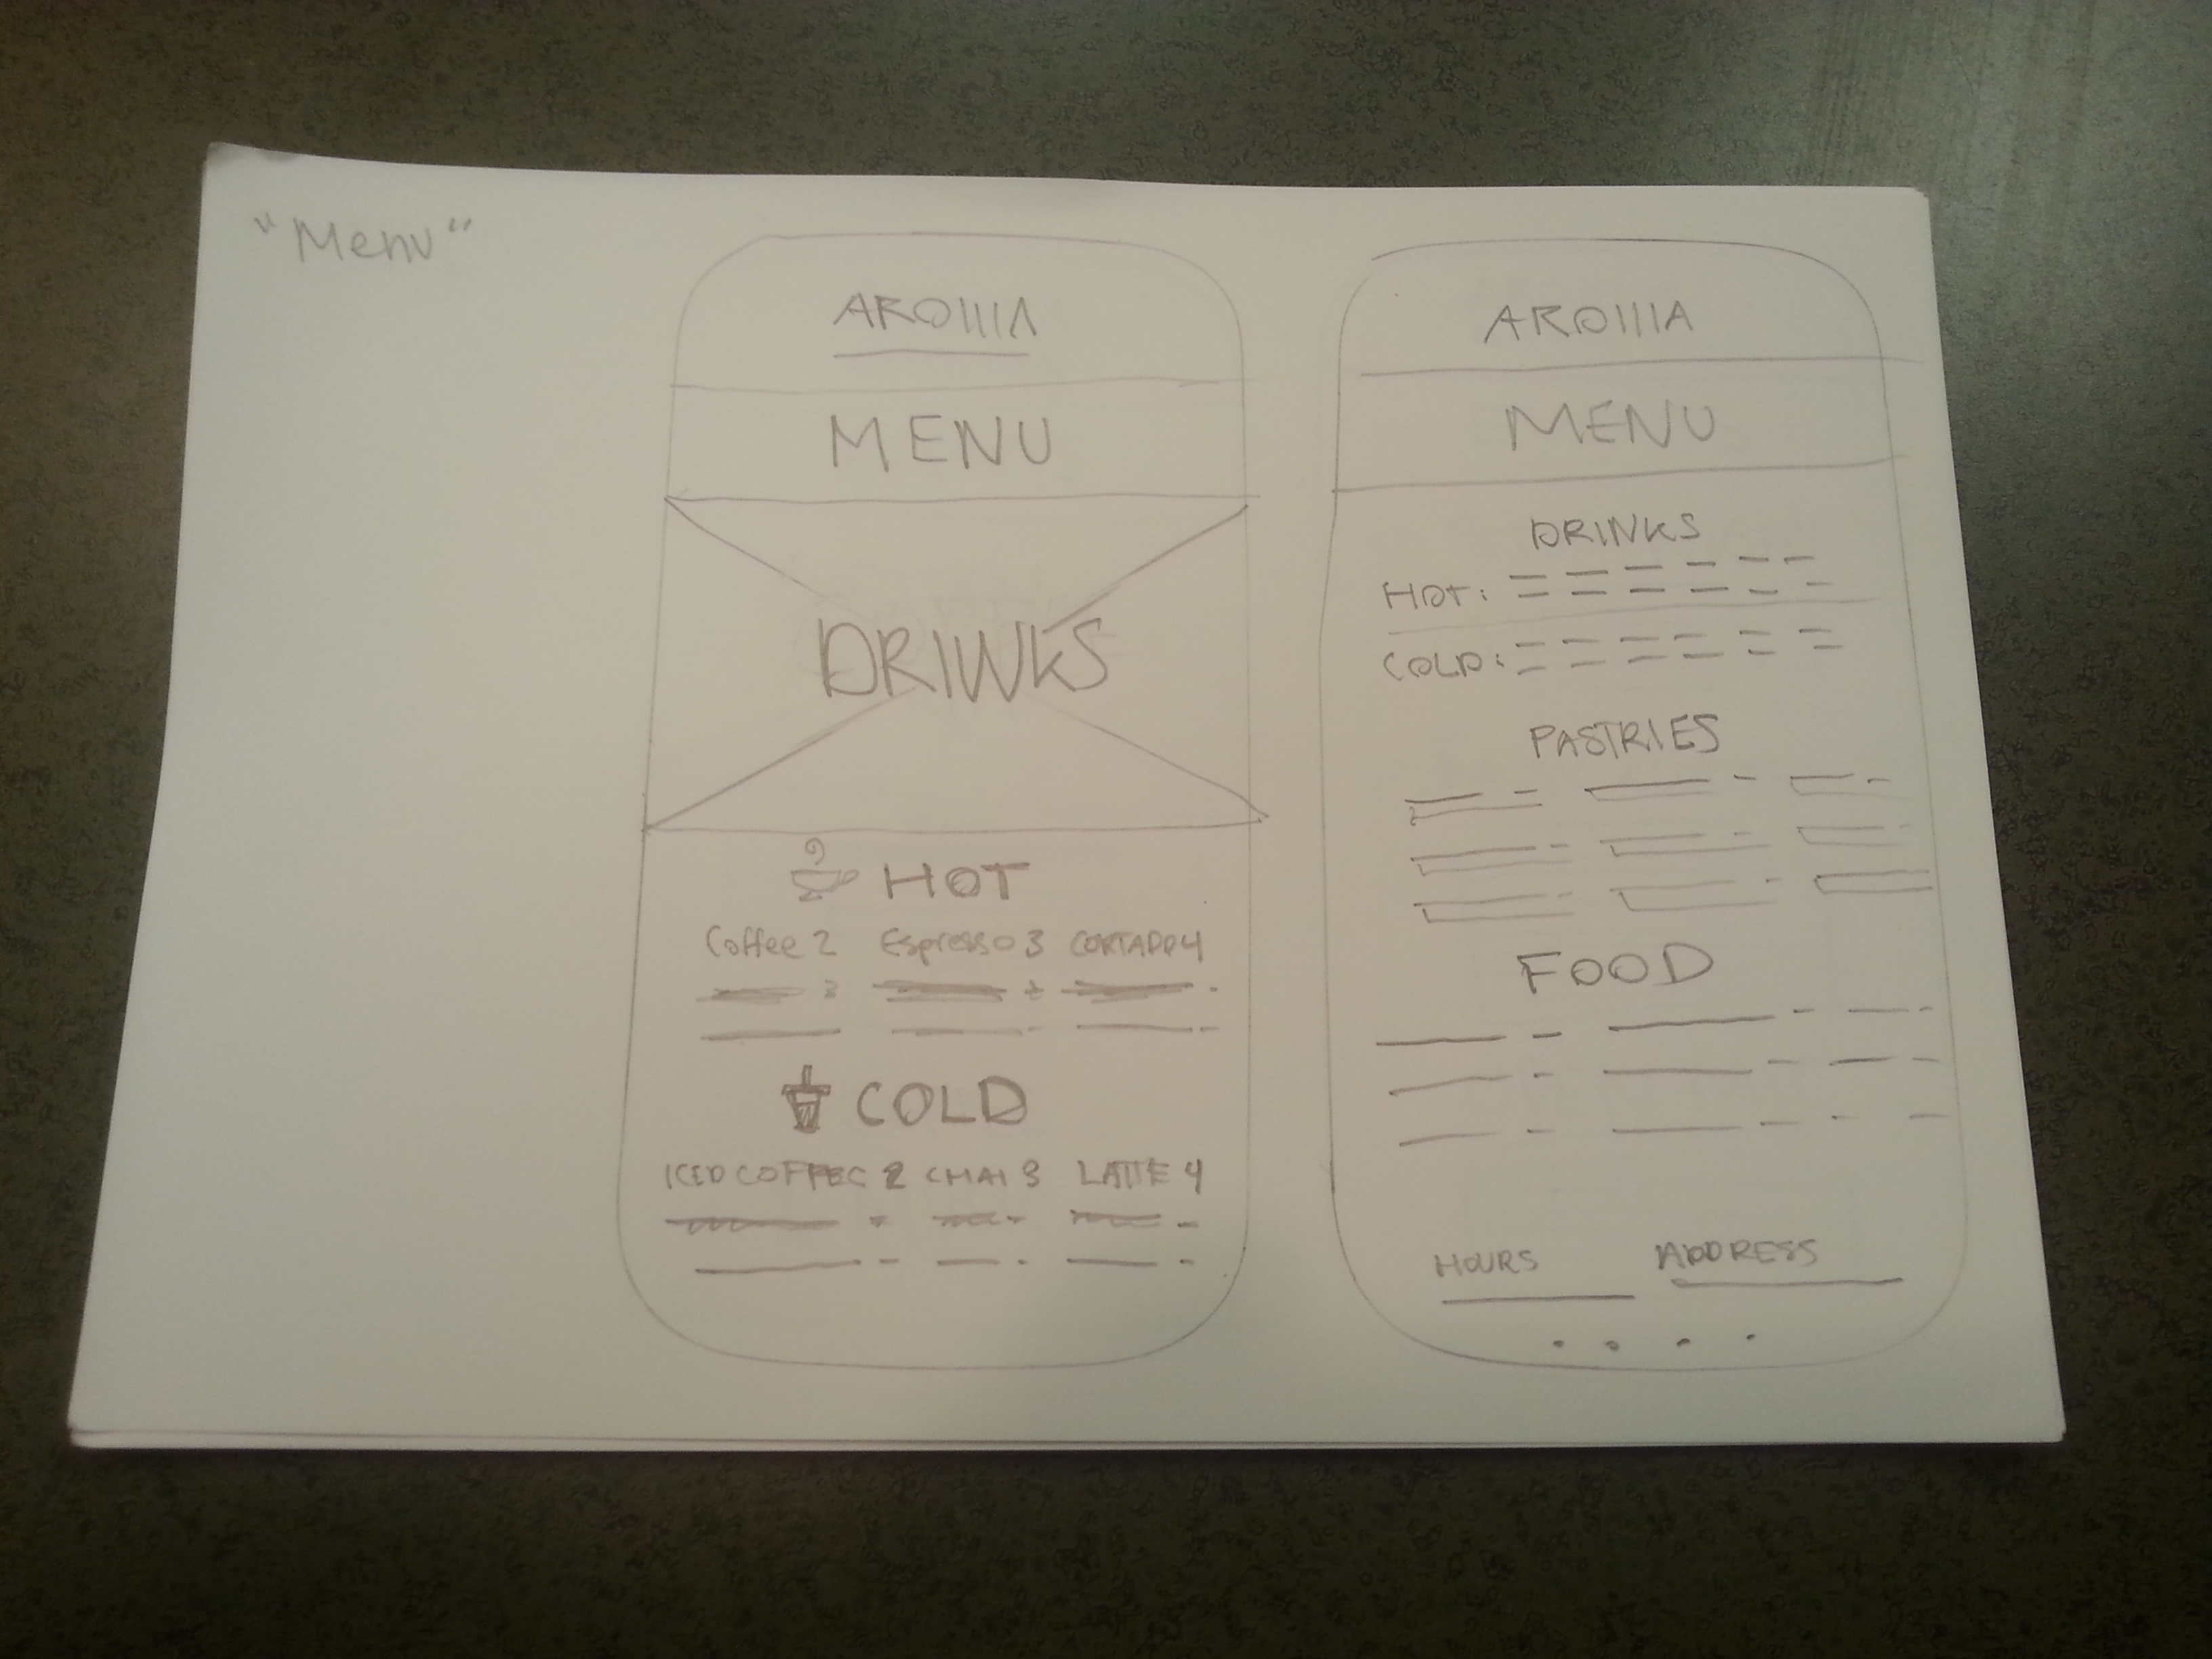 "Menu"
AROMA
MENU
DRINKS
HOT
Coffee 2 Espresso 3 CORTADO 4
COLD
ICED COFFEE 2 CHAI 3 LATTE 4
AROMA
MENU
DRINKS
HOT:
COLD:
PASTRIES
FOOD
HOURS ADDRESS